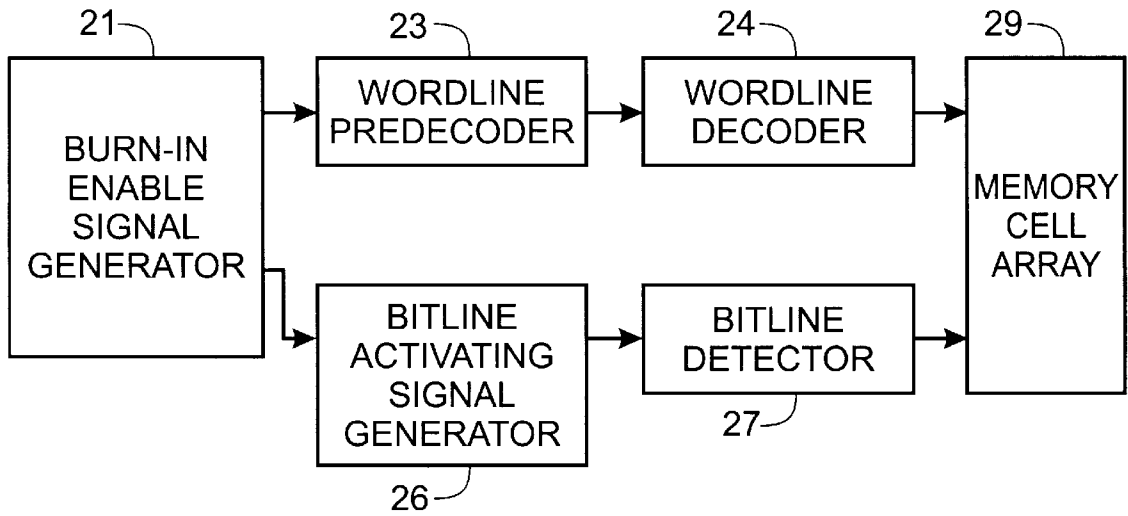 21
23
24
29
BURN-IN
ENABLE
SIGNAL
GENERATOR
WORDLINE
PREDECODER
WORDLINE
DECODER
MEMORY
CELL
ARRAY
BITLINE
ACTIVATING
SIGNAL
GENERATOR
BITLINE
DETECTOR
27
26